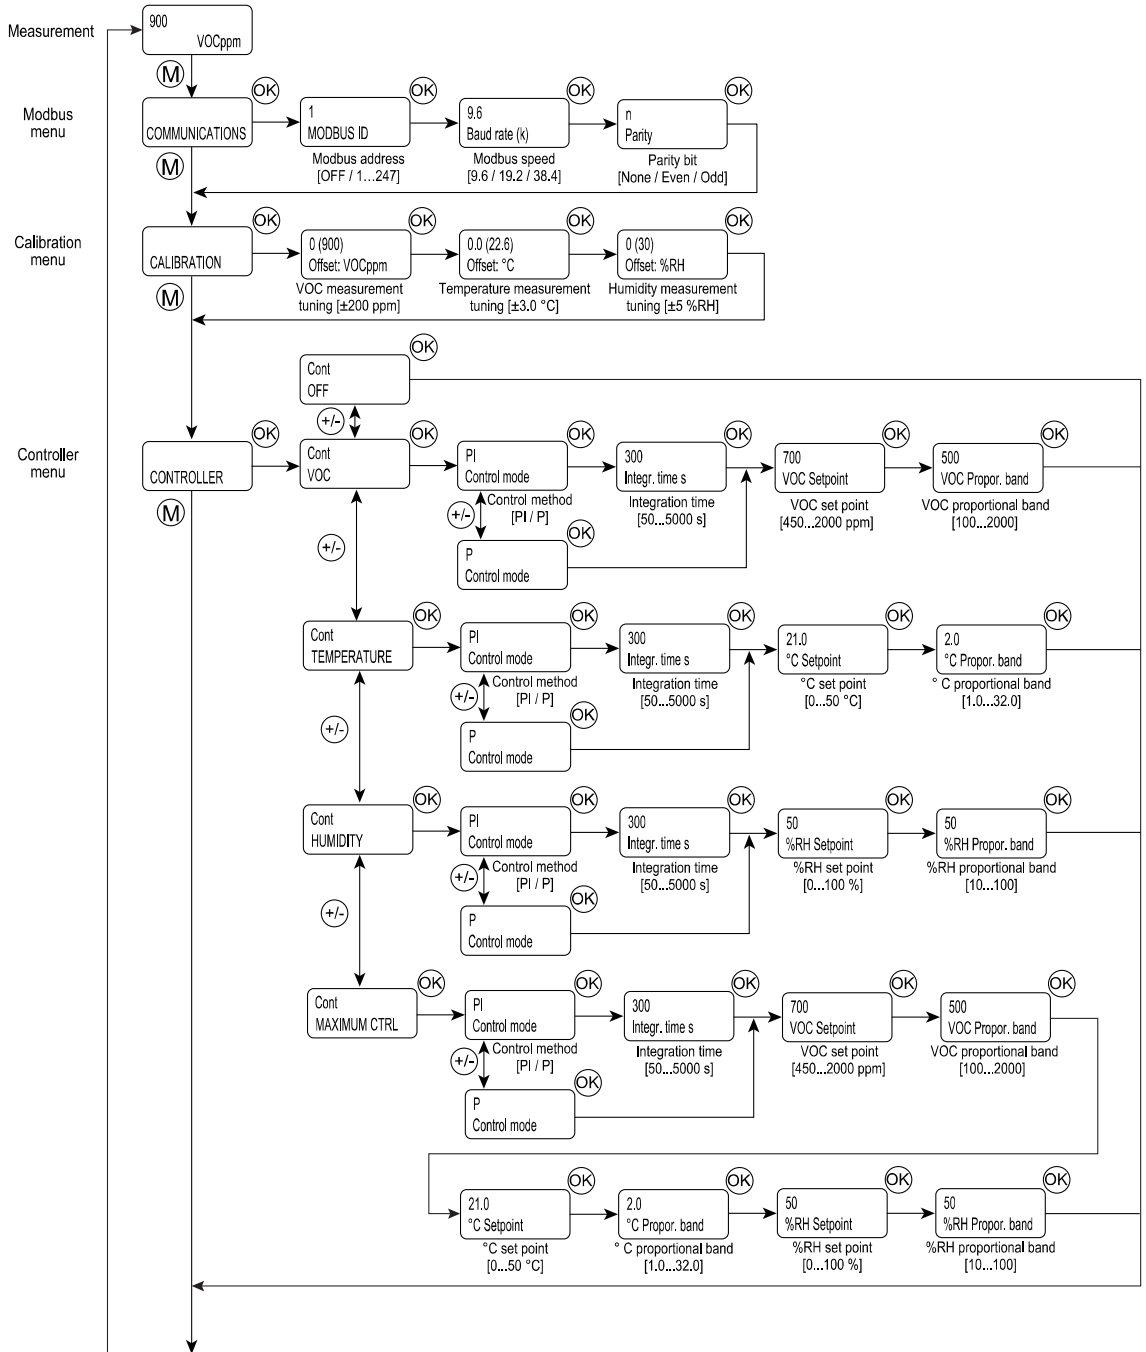 Measurement
900
VOCppm
M
Modbus
menu
COMMUNICATIONS
OK
1
MODBUS ID
OK
9.6
Baud rate (k)
OK
n
Parity
OK
Modbus address
[OFF / 1...247]
Modbus speed
[9.6 / 19.2 / 38.4]
Parity bit
[None / Even / Odd]
M
Calibration
menu
CALIBRATION
OK
0 (900)
Offset: VOCppm
OK
0.0 (22.6)
Offset: °C
OK
0 (30)
Offset: %RH
OK
VOC measurement
tuning [±200 ppm]
Temperature measurement
tuning [±3.0 °C]
Humidity measurement
tuning [±5 %RH]
M
Cont
OFF
OK
+/-
Controller
menu
CONTROLLER
OK
M
Cont
VOC
OK
PI
Control mode
OK
300
Integr. time s
OK
700
VOC Setpoint
OK
500
VOC Propor. band
OK
Control method
[PI / P]
Integration time
[50...5000 s]
VOC set point
[450...2000 ppm]
VOC proportional band
[100...2000]
+/-
P
Control mode
OK
+/-
Cont
TEMPERATURE
OK
PI
Control mode
OK
300
Integr. time s
OK
21.0
°C Setpoint
OK
2.0
°C Propor. band
OK
Control method
[PI / P]
Integration time
[50...5000 s]
°C set point
[0...50 °C]
° C proportional band
[1.0...32.0]
+/-
P
Control mode
OK
+/-
Cont
HUMIDITY
OK
PI
Control mode
OK
300
Integr. time s
OK
50
%RH Setpoint
OK
50
%RH Propor. band
OK
Control method
[PI / P]
Integration time
[50...5000 s]
%RH set point
[0...100 %]
%RH proportional band
[10...100]
+/-
P
Control mode
OK
+/-
Cont
MAXIMUM CTRL
OK
PI
Control mode
OK
300
Integr. time s
OK
700
VOC Setpoint
OK
500
VOC Propor. band
OK
Control method
[PI / P]
Integration time
[50...5000 s]
VOC set point
[450...2000 ppm]
VOC proportional band
[100...2000]
+/-
P
Control mode
OK
21.0
°C Setpoint
OK
2.0
°C Propor. band
OK
50
%RH Setpoint
OK
50
%RH Propor. band
OK
°C set point
[0...50 °C]
° C proportional band
[1.0...32.0]
%RH set point
[0...100 %]
%RH proportional band
[10...100]